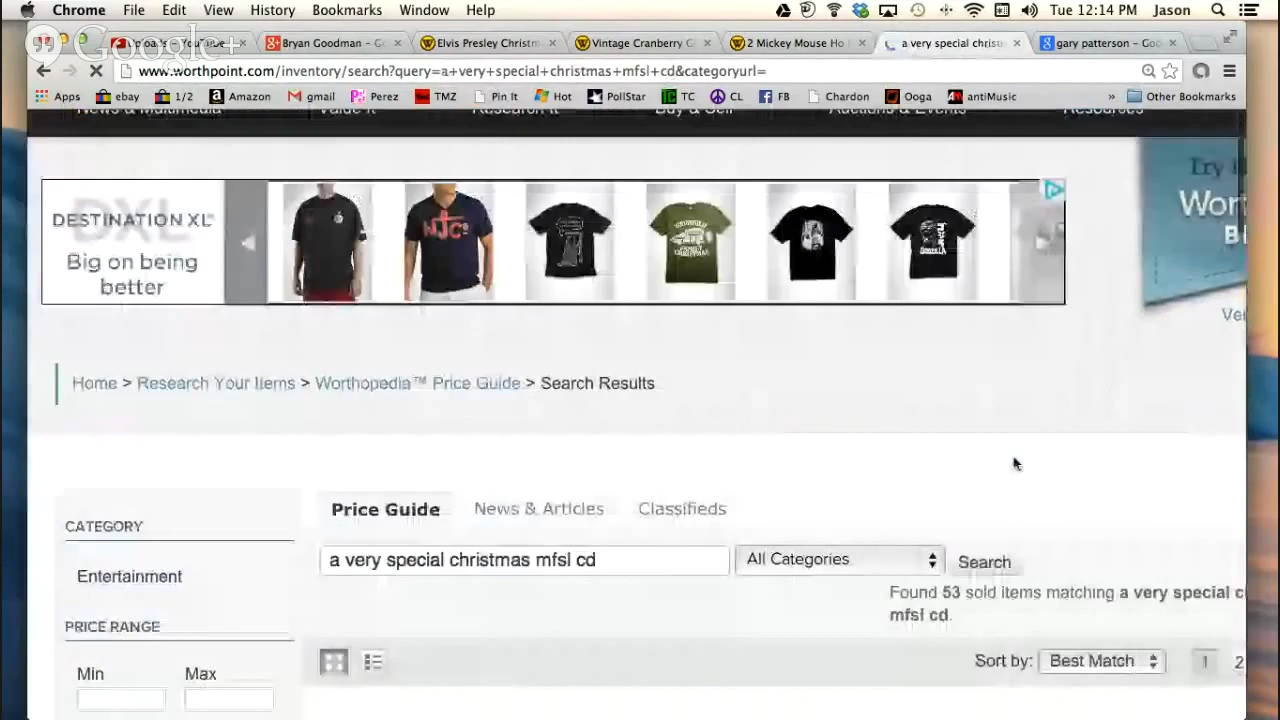 Chrome File Edit View History Bookmarks Window Help Tue 12:14 PM Jason
Google+
Uploads - YouTube Bryan Goodman - G Elvis Presley Christm Vintage Cranberry G 2 Mickey Mouse Ho a very special christm gary patterson - Goo
www.worthpoint.com/inventory/search?query=a+very+special+christmas+mfsl+cd&categoryurl=
Apps ebay 1/2 Amazon gmail Perez TMZ Pin It Hot PollStar TC FB Chardon Ooga antiMusic » Other Bookmarks
News & Multimedia Value It Research It Buy & Sell Auctions & Events Resources
DESTINATION XL
DXL
Big on being
better
NJCo
Try
Wor
B
Ver
Home > Research Your Items > Worthopedia™ Price Guide > Search Results
Price Guide News & Articles Classifieds
CATEGORY
a very special christmas mfsl cd All Categories Search
Entertainment
Found 53 sold items matching a very special c
mfsl cd.
PRICE RANGE
Sort by: Best Match 1 2
Min Max